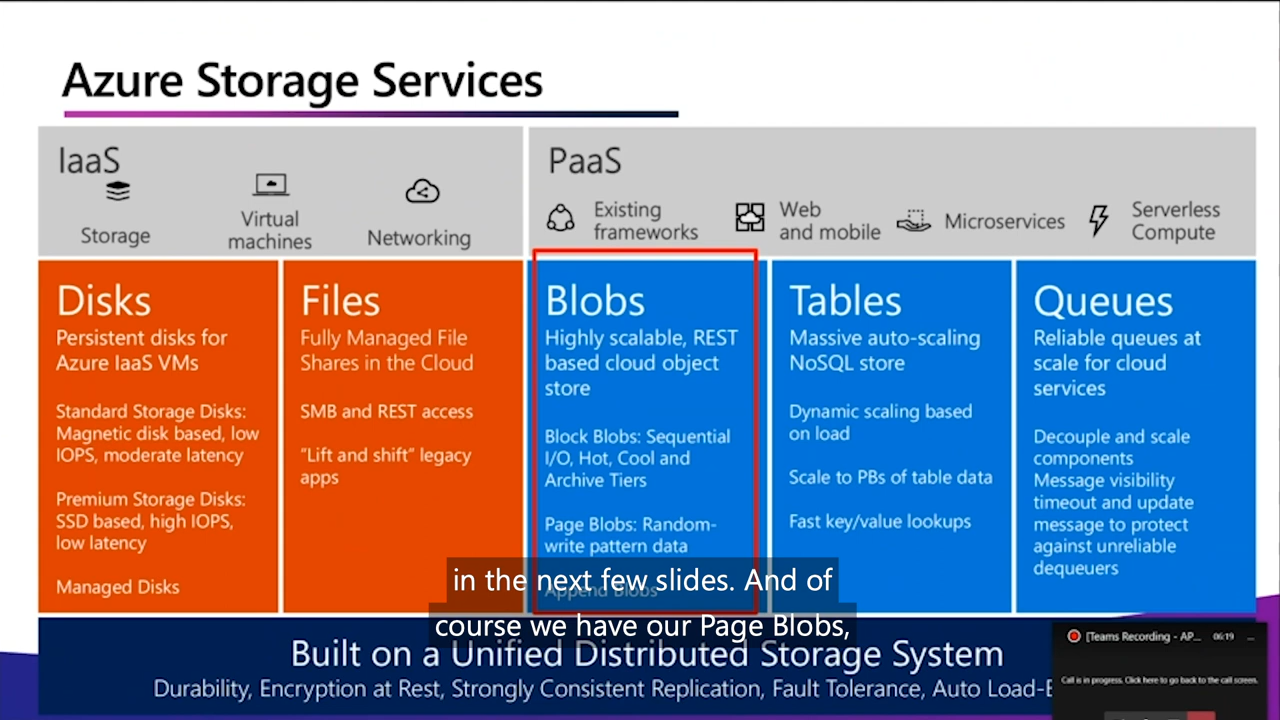 Azure Storage Services
IaaS
Storage
Virtual
machines
Networking
PaaS
Existing
frameworks
Web
and mobile
Microservices
Serverless
Compute
Disks
Persistent disks for
Azure IaaS VMs
Standard Storage Disks:
Magnetic disk based, low
IOPS, moderate latency
Premium Storage Disks:
SSD based, high IOPS,
low latency
Managed Disks
Files
Fully Managed File
Shares in the Cloud
SMB and REST access
“Lift and shift” legacy
apps
Blobs
Highly scalable, REST
based cloud object
store
Block Blobs: Sequential
I/O, Hot, Cool and
Archive Tiers
Page Blobs: Random-
write pattern data
Append Blobs
Tables
Massive auto-scaling
NoSQL store
Dynamic scaling based
on load
Scale to PBs of table data
Fast key/value lookups
Queues
Reliable queues at
scale for cloud
services
Decouple and scale
components
Message visibility
timeout and update
message to protect
against unreliable
dequeuers
in the next few slides. And of
course we have our Page Blobs,
Built on a Unified Distributed Storage System
Durability, Encryption at Rest, Strongly Consistent Replication, Fault Tolerance, Auto Load-
[Teams Recording - AP... 06:19 ...
Call is in progress. Click here to go back to the call screen.